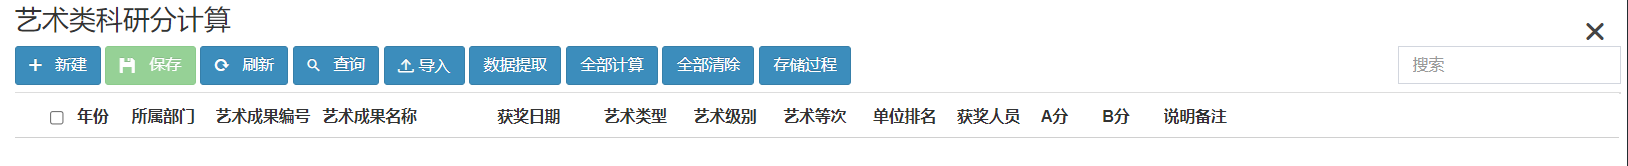 艺术类科研分计算
新建 保存 刷新 查询 导入 数据提取 全部计算 全部清除 存储过程 搜索
年份 所属部门 艺术成果编号 艺术成果名称 获奖日期 艺术类型 艺术级别 艺术等次 单位排名 获奖人员 A分 B分 说明备注